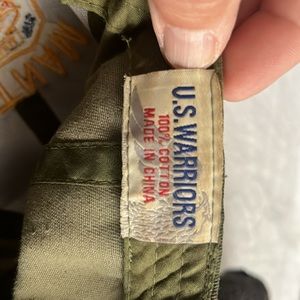 U.S. WARRIORS
100% COTTON
MADE IN CHINA